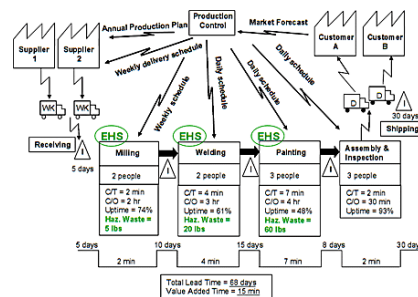 Production
Control
Annual Production Plan
Market Forecast
Supplier
1
Supplier
2
Customer
A
Customer
B
Weekly delivery schedule
Weekly schedule
Daily schedule
Daily schedule
Daily schedule
WK
WK
D
D
I
30 days
Shipping
Receiving
I
5 days
EHS
EHS
EHS
Milling
Welding
Painting
Assembly &
Inspection
I
I
I
2 people
2 people
3 people
3 people
C/T = 2 min
C/O = 2 hr
Uptime = 74%
Haz. Waste =
5 lbs
C/T = 4 min
C/O = 3 hr
Uptime = 61%
Haz. Waste =
20 lbs
C/T = 7 min
C/O = 4 hr
Uptime = 48%
Haz. Waste =
60 lbs
C/T = 2 min
C/O = 30 min
Uptime = 93%
5 days
10 days
15 days
8 days
30 days
2 min
4 min
7 min
2 min
Total Lead Time = 68 days
Value Added Time = 15 min